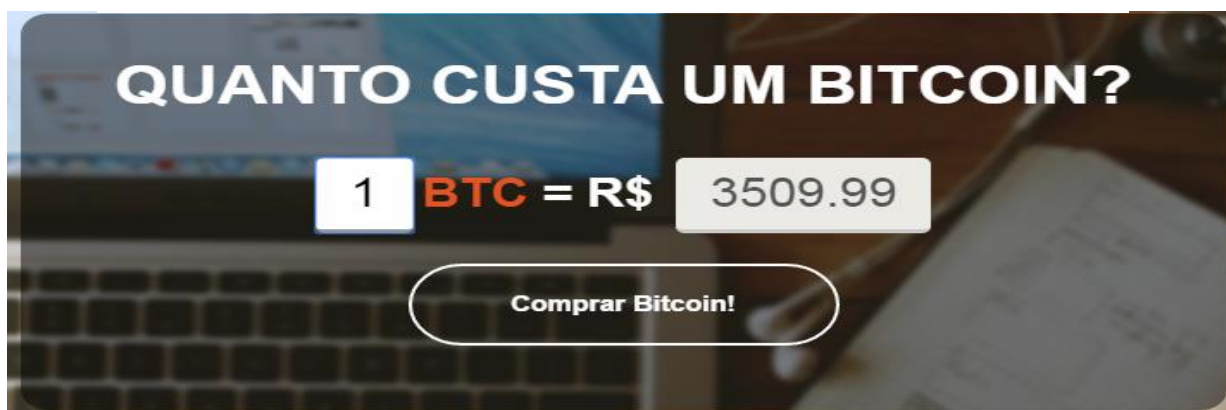 QUANTO CUSTA UM BITCOIN?
1 BTC = R$ 3509.99
Comprar Bitcoin!